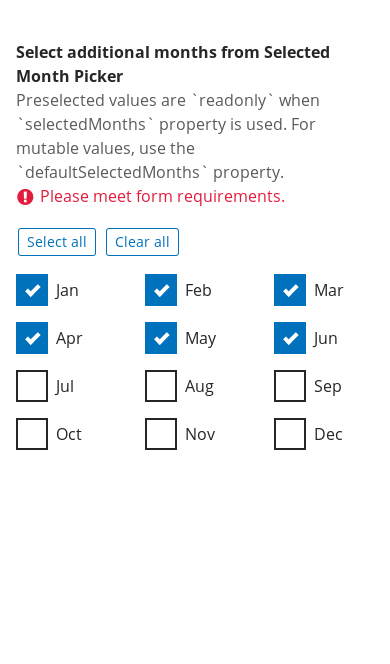 Select additional months from Selected
Month Picker
Preselected values are `readonly` when
`selectedMonths` property is used. For
mutable values, use the
`defaultSelectedMonths` property.
Please meet form requirements.
Select all Clear all
Jan Feb Mar
Apr May Jun
Jul Aug Sep
Oct Nov Dec